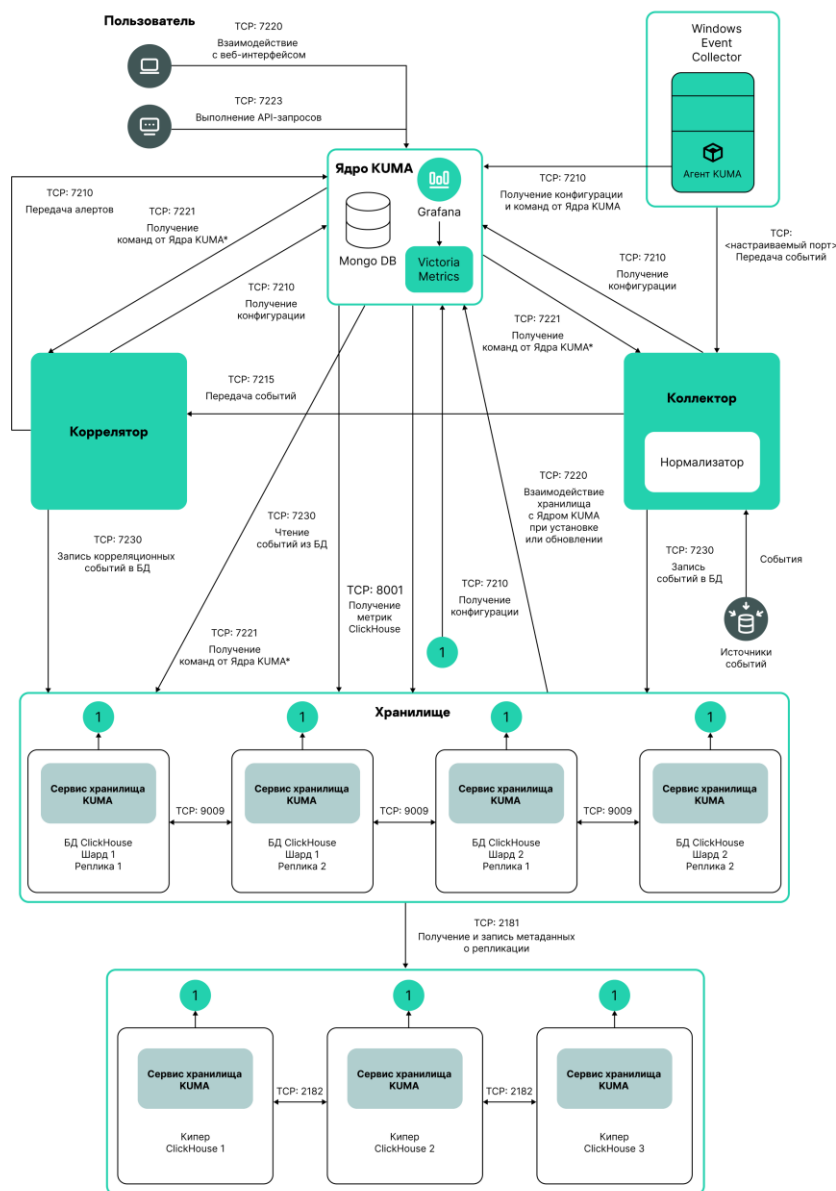 Пользователь
TCP: 7220
Взаимодействие
с веб-интерфейсом
TCP: 7223
Выполнение API-запросов
Windows
Event
Collector
Агент KUMA
Ядро KUMA
Grafana
Mongo DB
Victoria
Metrics
TCP: 7210
Передача алертов
TCP: 7221
Получение
команд от Ядра KUMA*
TCP: 7210
Получение
конфигурации
TCP: 7210
Получение конфигурации
и команд от Ядра KUMA
TCP:
<настраиваемый порт>
Передача событий
TCP: 7210
Получение
конфигурации
TCP: 7221
Получение
команд от Ядра KUMA*
Коррелятор
TCP: 7215
Передача событий
Коллектор
Нормализатор
TCP: 7230
Запись корреляционных
событий в БД
TCP: 7230
Чтение
событий из БД
TCP: 8001
Получение
метрик
ClickHouse
TCP: 7210
Получение
конфигурации
TCP: 7220
Взаимодействие
хранилища
с Ядром KUMA
при установке
или обновлении
TCP: 7230
Запись
событий в БД
События
Источники
событий
TCP: 7221
Получение
команд от Ядра KUMA*
1
Хранилище
1
1
1
1
Сервис хранилища
KUMA
БД ClickHouse
Шард 1
Реплика 1
TCP: 9009
Сервис хранилища
KUMA
БД ClickHouse
Шард 1
Реплика 2
TCP: 9009
Сервис хранилища
KUMA
БД ClickHouse
Шард 2
Реплика 1
TCP: 9009
Сервис хранилища
KUMA
БД ClickHouse
Шард 2
Реплика 2
TCP: 2181
Получение и запись метаданных
о репликации
1
1
1
Сервис хранилища
KUMA
Кипер
ClickHouse 1
TCP: 2182
Сервис хранилища
KUMA
Кипер
ClickHouse 2
TCP: 2182
Сервис хранилища
KUMA
Кипер
ClickHouse 3